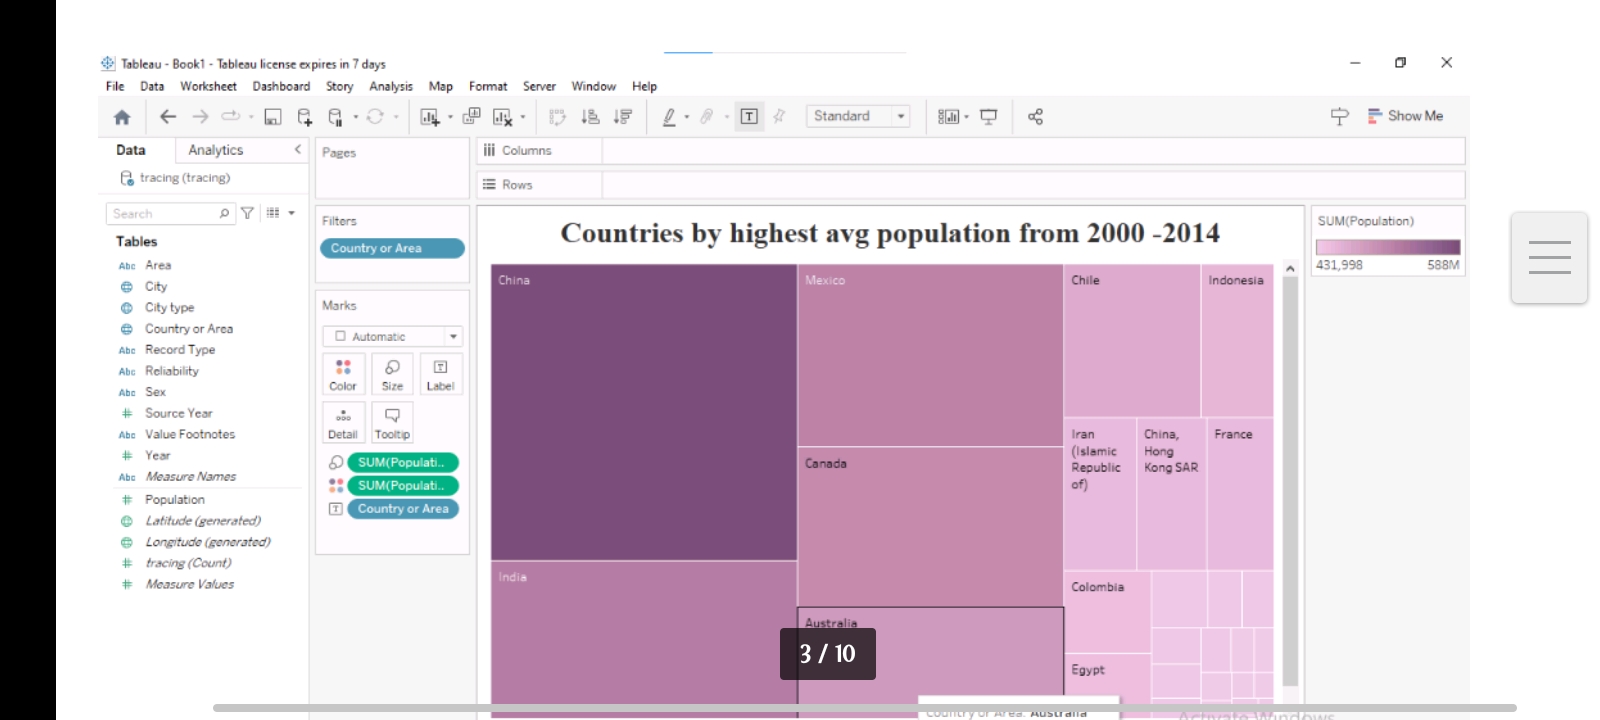 Tableau - Book1 - Tableau license expires in 7 days
File Data Worksheet Dashboard Story Analysis Map Format Server Window Help
Standard
Show Me
Data Analytics
Pages
Columns
tracing (tracing)
Rows
Search
Tables
Filters
Country or Area
Countries by highest avg population from 2000 -2014
SUM(Population)
431,998 588M
Abc Area
City
City type
Country or Area
Abc Record Type
Abc Reliability
Abc Sex
# Source Year
Abc Value Footnotes
# Year
Abc Measure Names
# Population
Latitude (generated)
Longitude (generated)
# tracing (Count)
# Measure Values
Marks
Automatic
Color Size Label
Detail Tooltip
SUM(Populati..
SUM(Populati..
Country or Area
China
Mexico
Chile
Indonesia
Canada
Iran
(Islamic
Republic
of)
China,
Hong
Kong SAR
France
India
Colombia
Australia
3 / 10
Egypt
Country or Area: Australia
Activate Windows